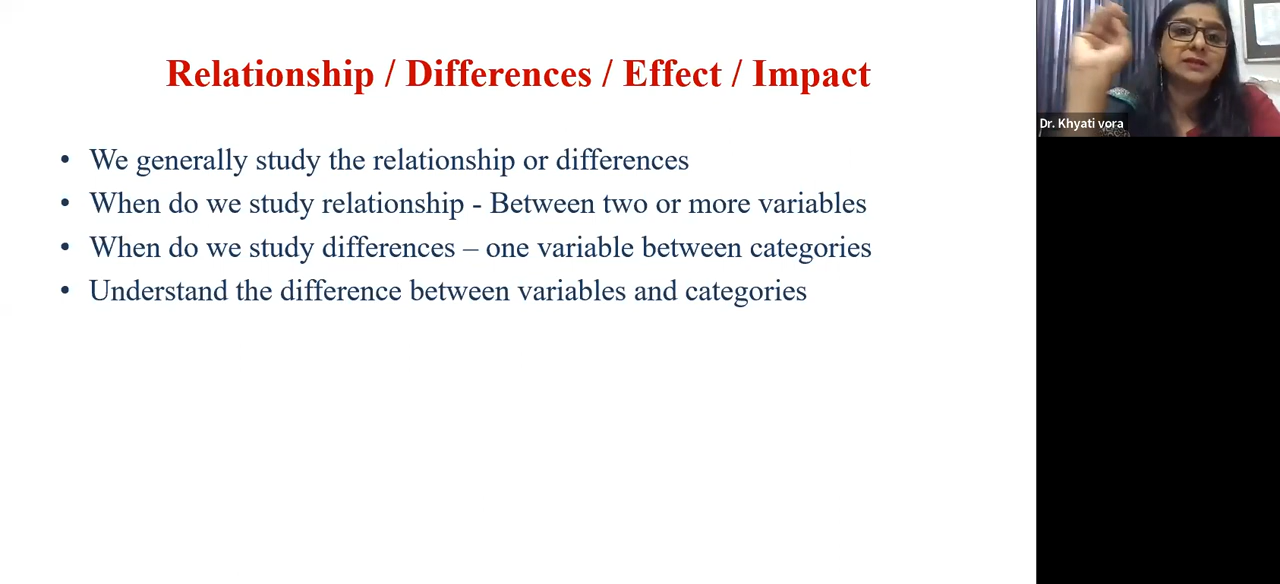 Relationship / Differences / Effect / Impact
• We generally study the relationship or differences
• When do we study relationship - Between two or more variables
• When do we study differences – one variable between categories
• Understand the difference between variables and categories
Dr. Khyati vora